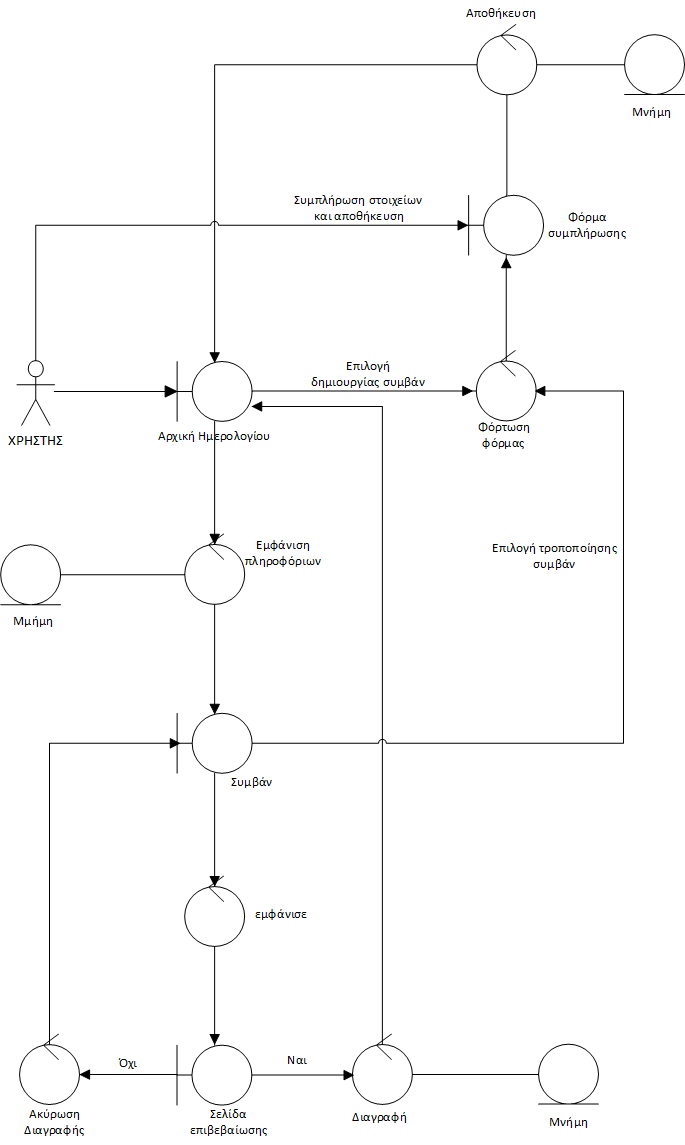 Αποθήκευση
Μνήμη
Συμπλήρωση στοιχείων
και αποθήκευση
Φόρμα
συμπλήρωσης
Επιλογή
δημιουργίας συμβάν
ΧΡΗΣΤΗΣ
Αρχική Ημερολογίου
Φόρτωση
φόρμας
Εμφάνιση
πληροφόριων
Επιλογή τροποποίησης
συμβάν
Μμήμη
Συμβάν
εμφάνισε
Όχι
Ναι
Ακύρωση
Διαγραφής
Σελίδα
επιβεβαίωσης
Διαγραφή
Μνήμη